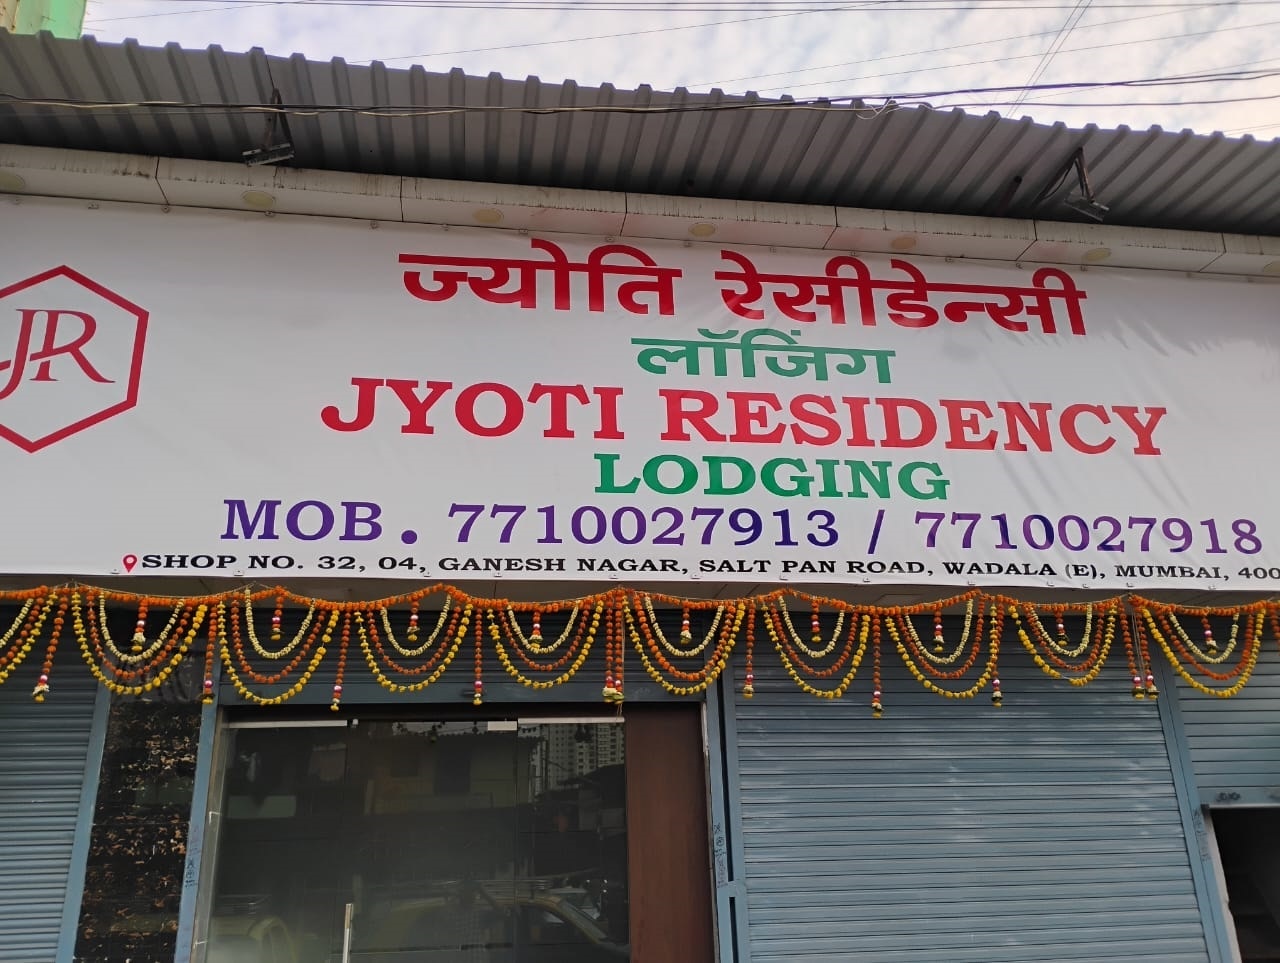 JR
ज्योति रेसीडेन्सी
लॉजिंग
JYOTI RESIDENCY
LODGING
MOB. 7710027913 / 7710027918
SHOP NO. 32, 04, GANESH NAGAR, SALT PAN ROAD, WADALA (E), MUMBAI, 400